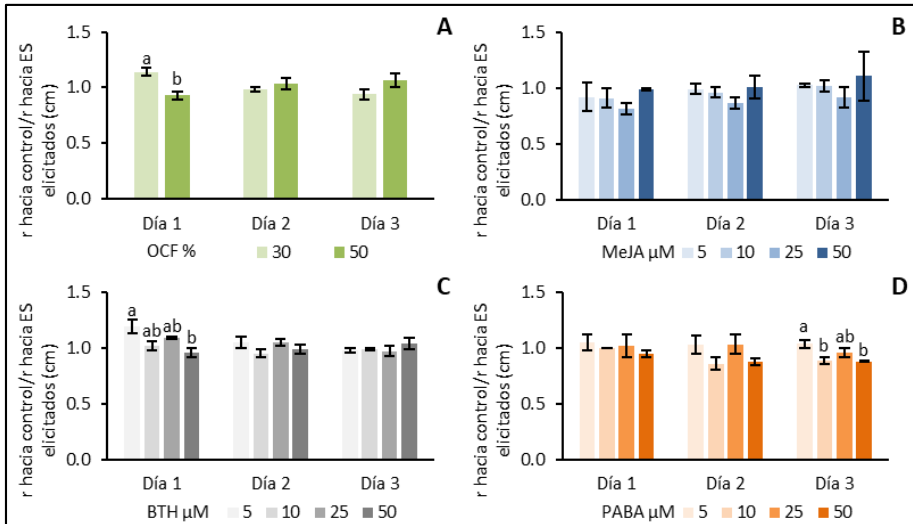 A
r hacia control/r hacia ES
elicitados (cm)
1.5
1.0
0.5
0.0
a
b
Día 1
Día 2
Día 3
OCF %
30
50
B
r hacia control/r hacia ES
elicitados (cm)
1.5
1.0
0.5
0.0
Día 1
Día 2
Día 3
MeJA µM
5
10
25
50
C
r hacia control/r hacia ES
elicitados (cm)
1.5
1.0
0.5
0.0
a
ab
ab
b
Día 1
Día 2
Día 3
BTH µM
5
10
25
50
D
r hacia control/r hacia ES
elicitados (cm)
1.5
1.0
0.5
0.0
a
b
ab
b
Día 1
Día 2
Día 3
PABA µM
5
10
25
50